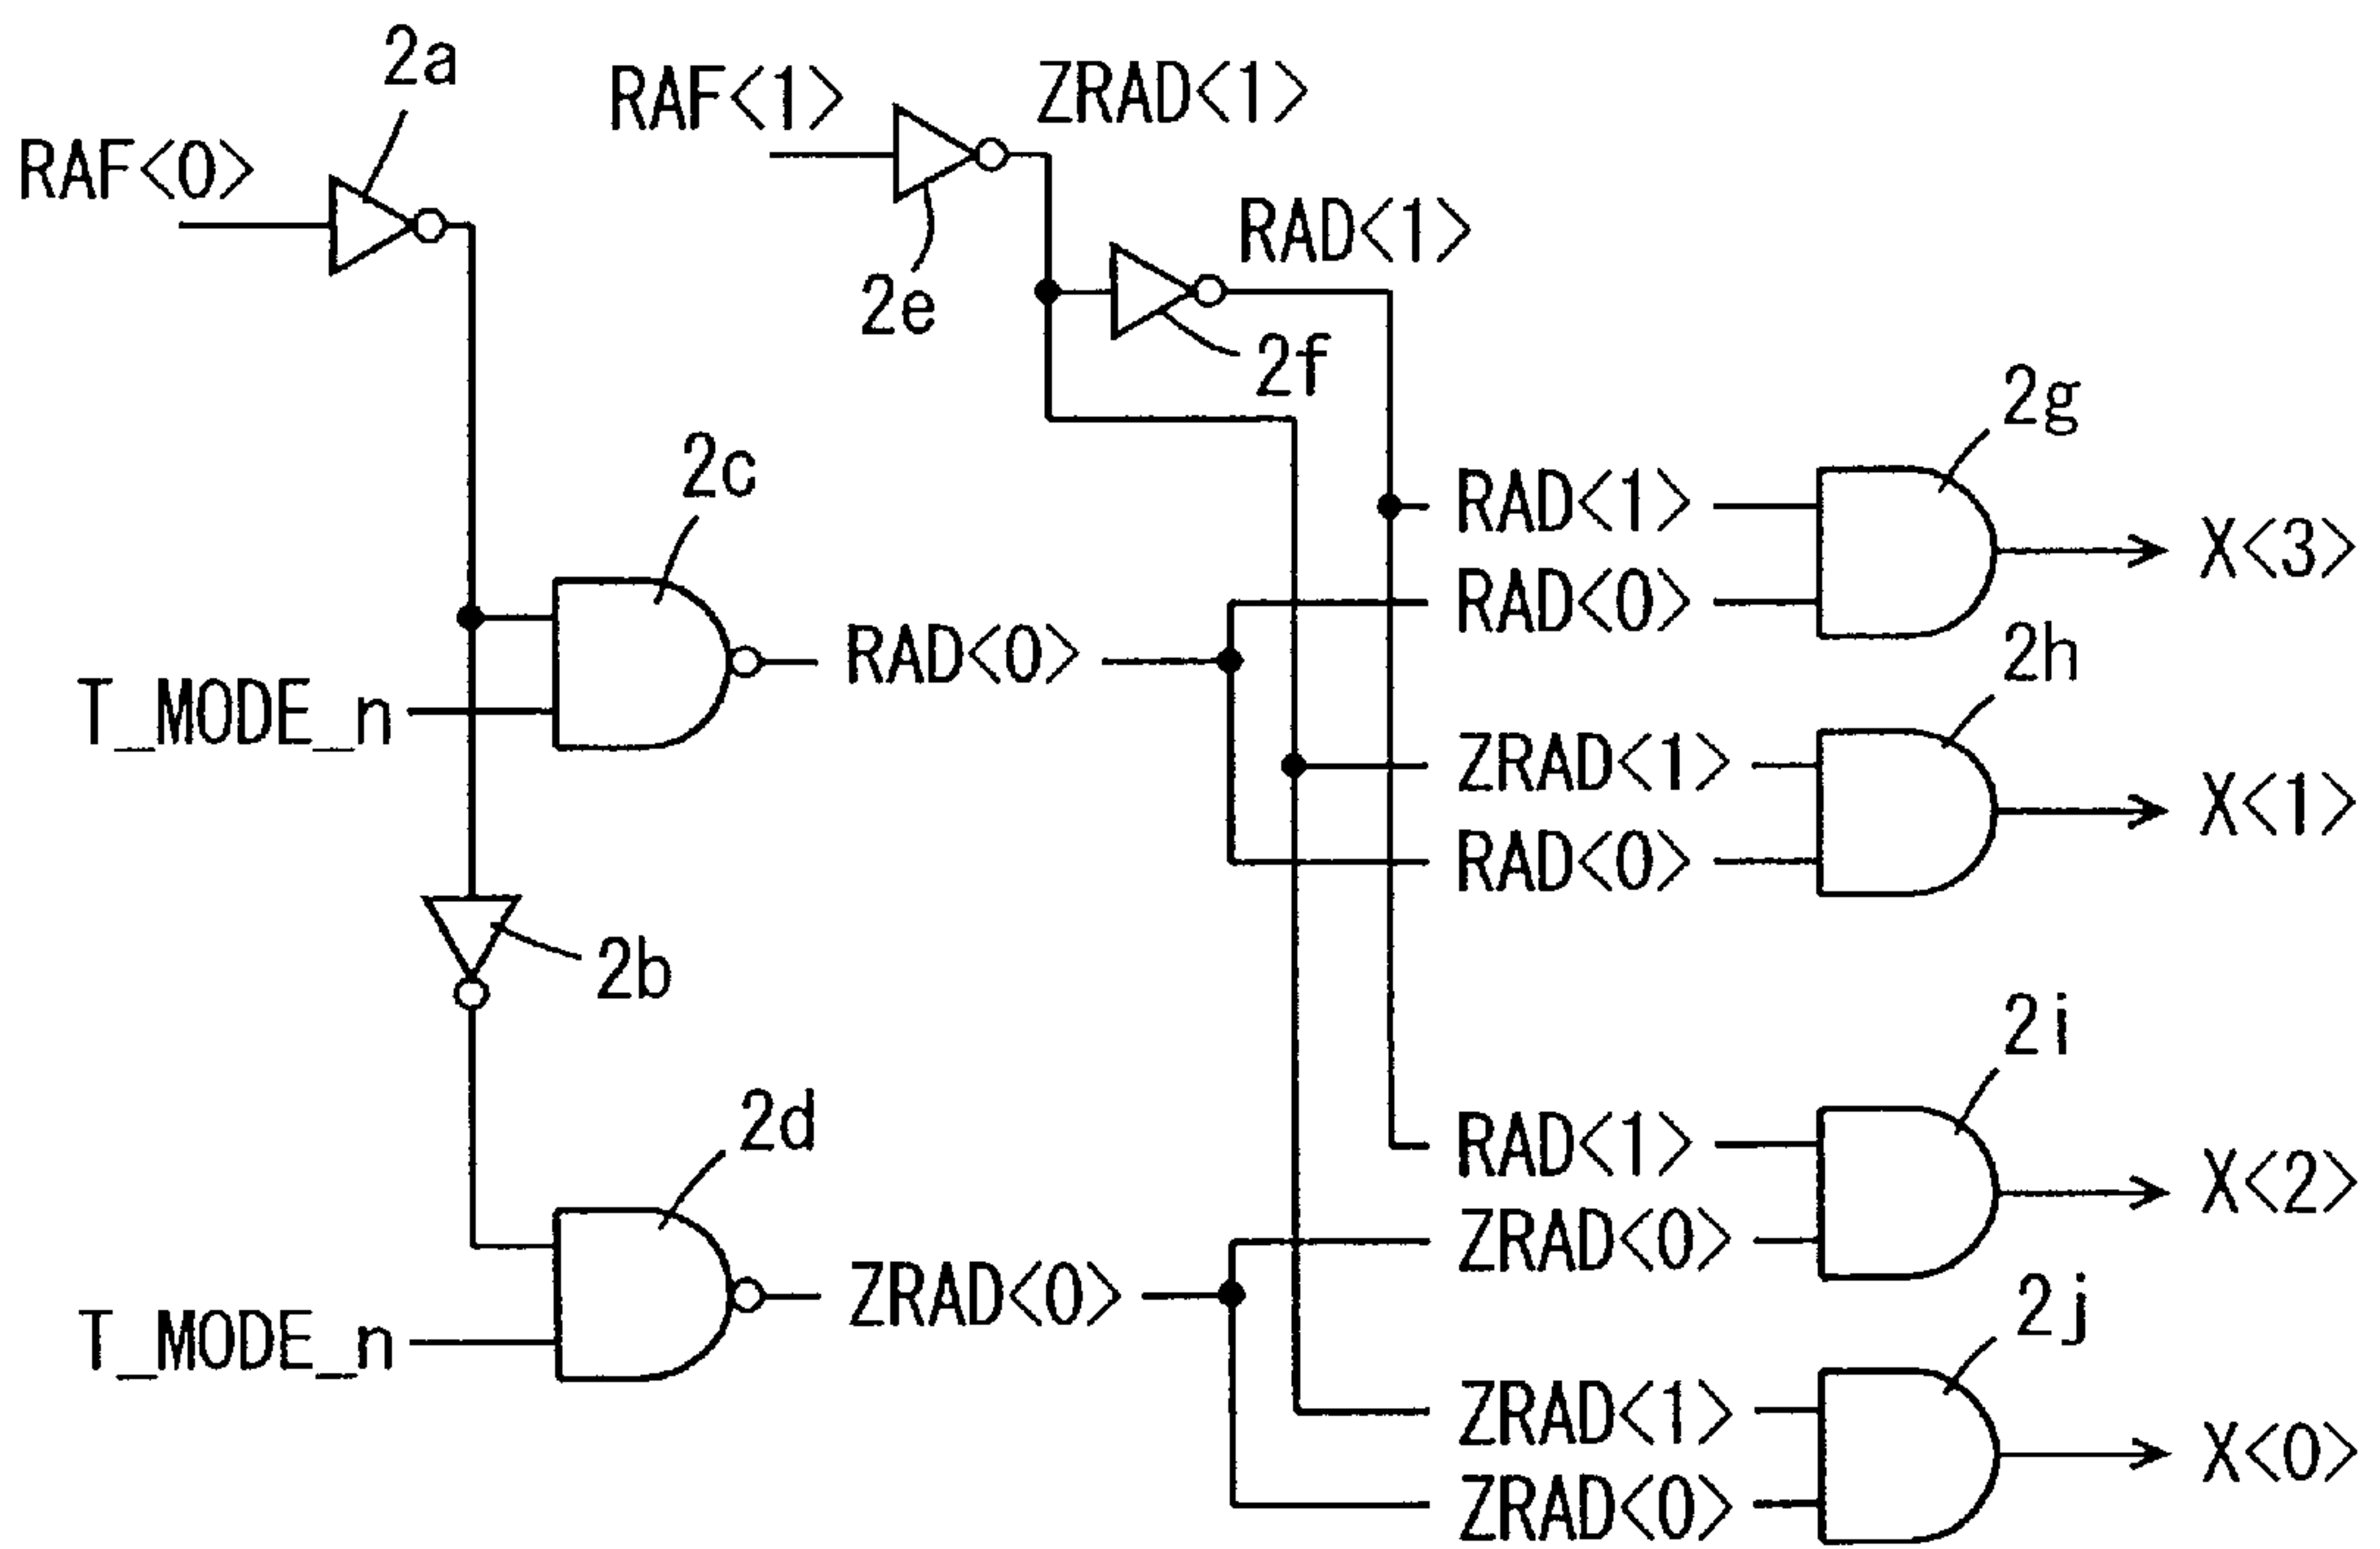 2a
RAF<1>
ZRAD<1>
RAF<0>
RAD<1>
2e
2f
2g
2c
RAD<1>
X<3>
RAD<0>
2h
RAD<0>
T_MODE_n
ZRAD<1>
X<1>
RAD<0>
2b
2i
2d
RAD<1>
X<2>
ZRAD<0>
ZRAD<0>
2j
T_MODE_n
ZRAD<1>
X<0>
ZRAD<0>